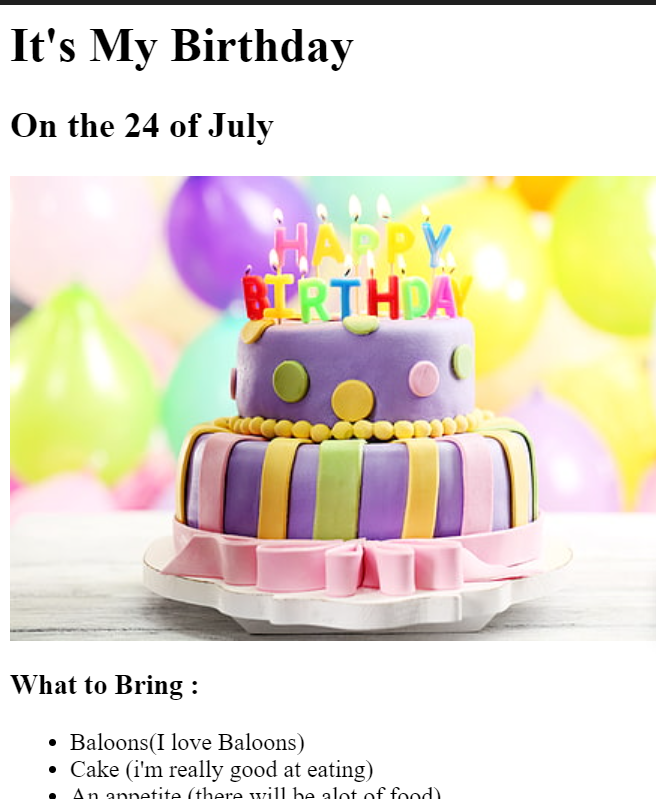 It's My Birthday
On the 24 of July
HAPPY
BIRTHDAY
What to Bring :
Baloons(I love Baloons)
Cake (i'm really good at eating)
An appetite (there will be alot of food)